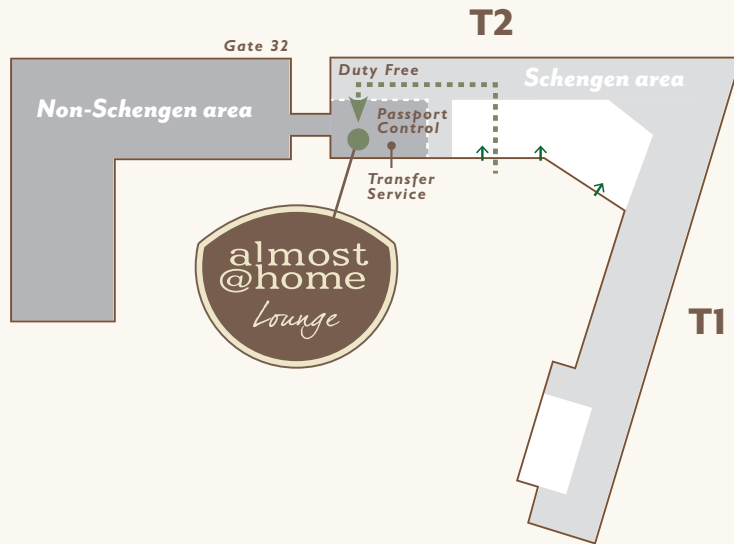 T2
Gate 32
Duty Free
Schengen area
Non-Schengen area
Passport
Control
Transfer
Service
almost
@home
Lounge
T1